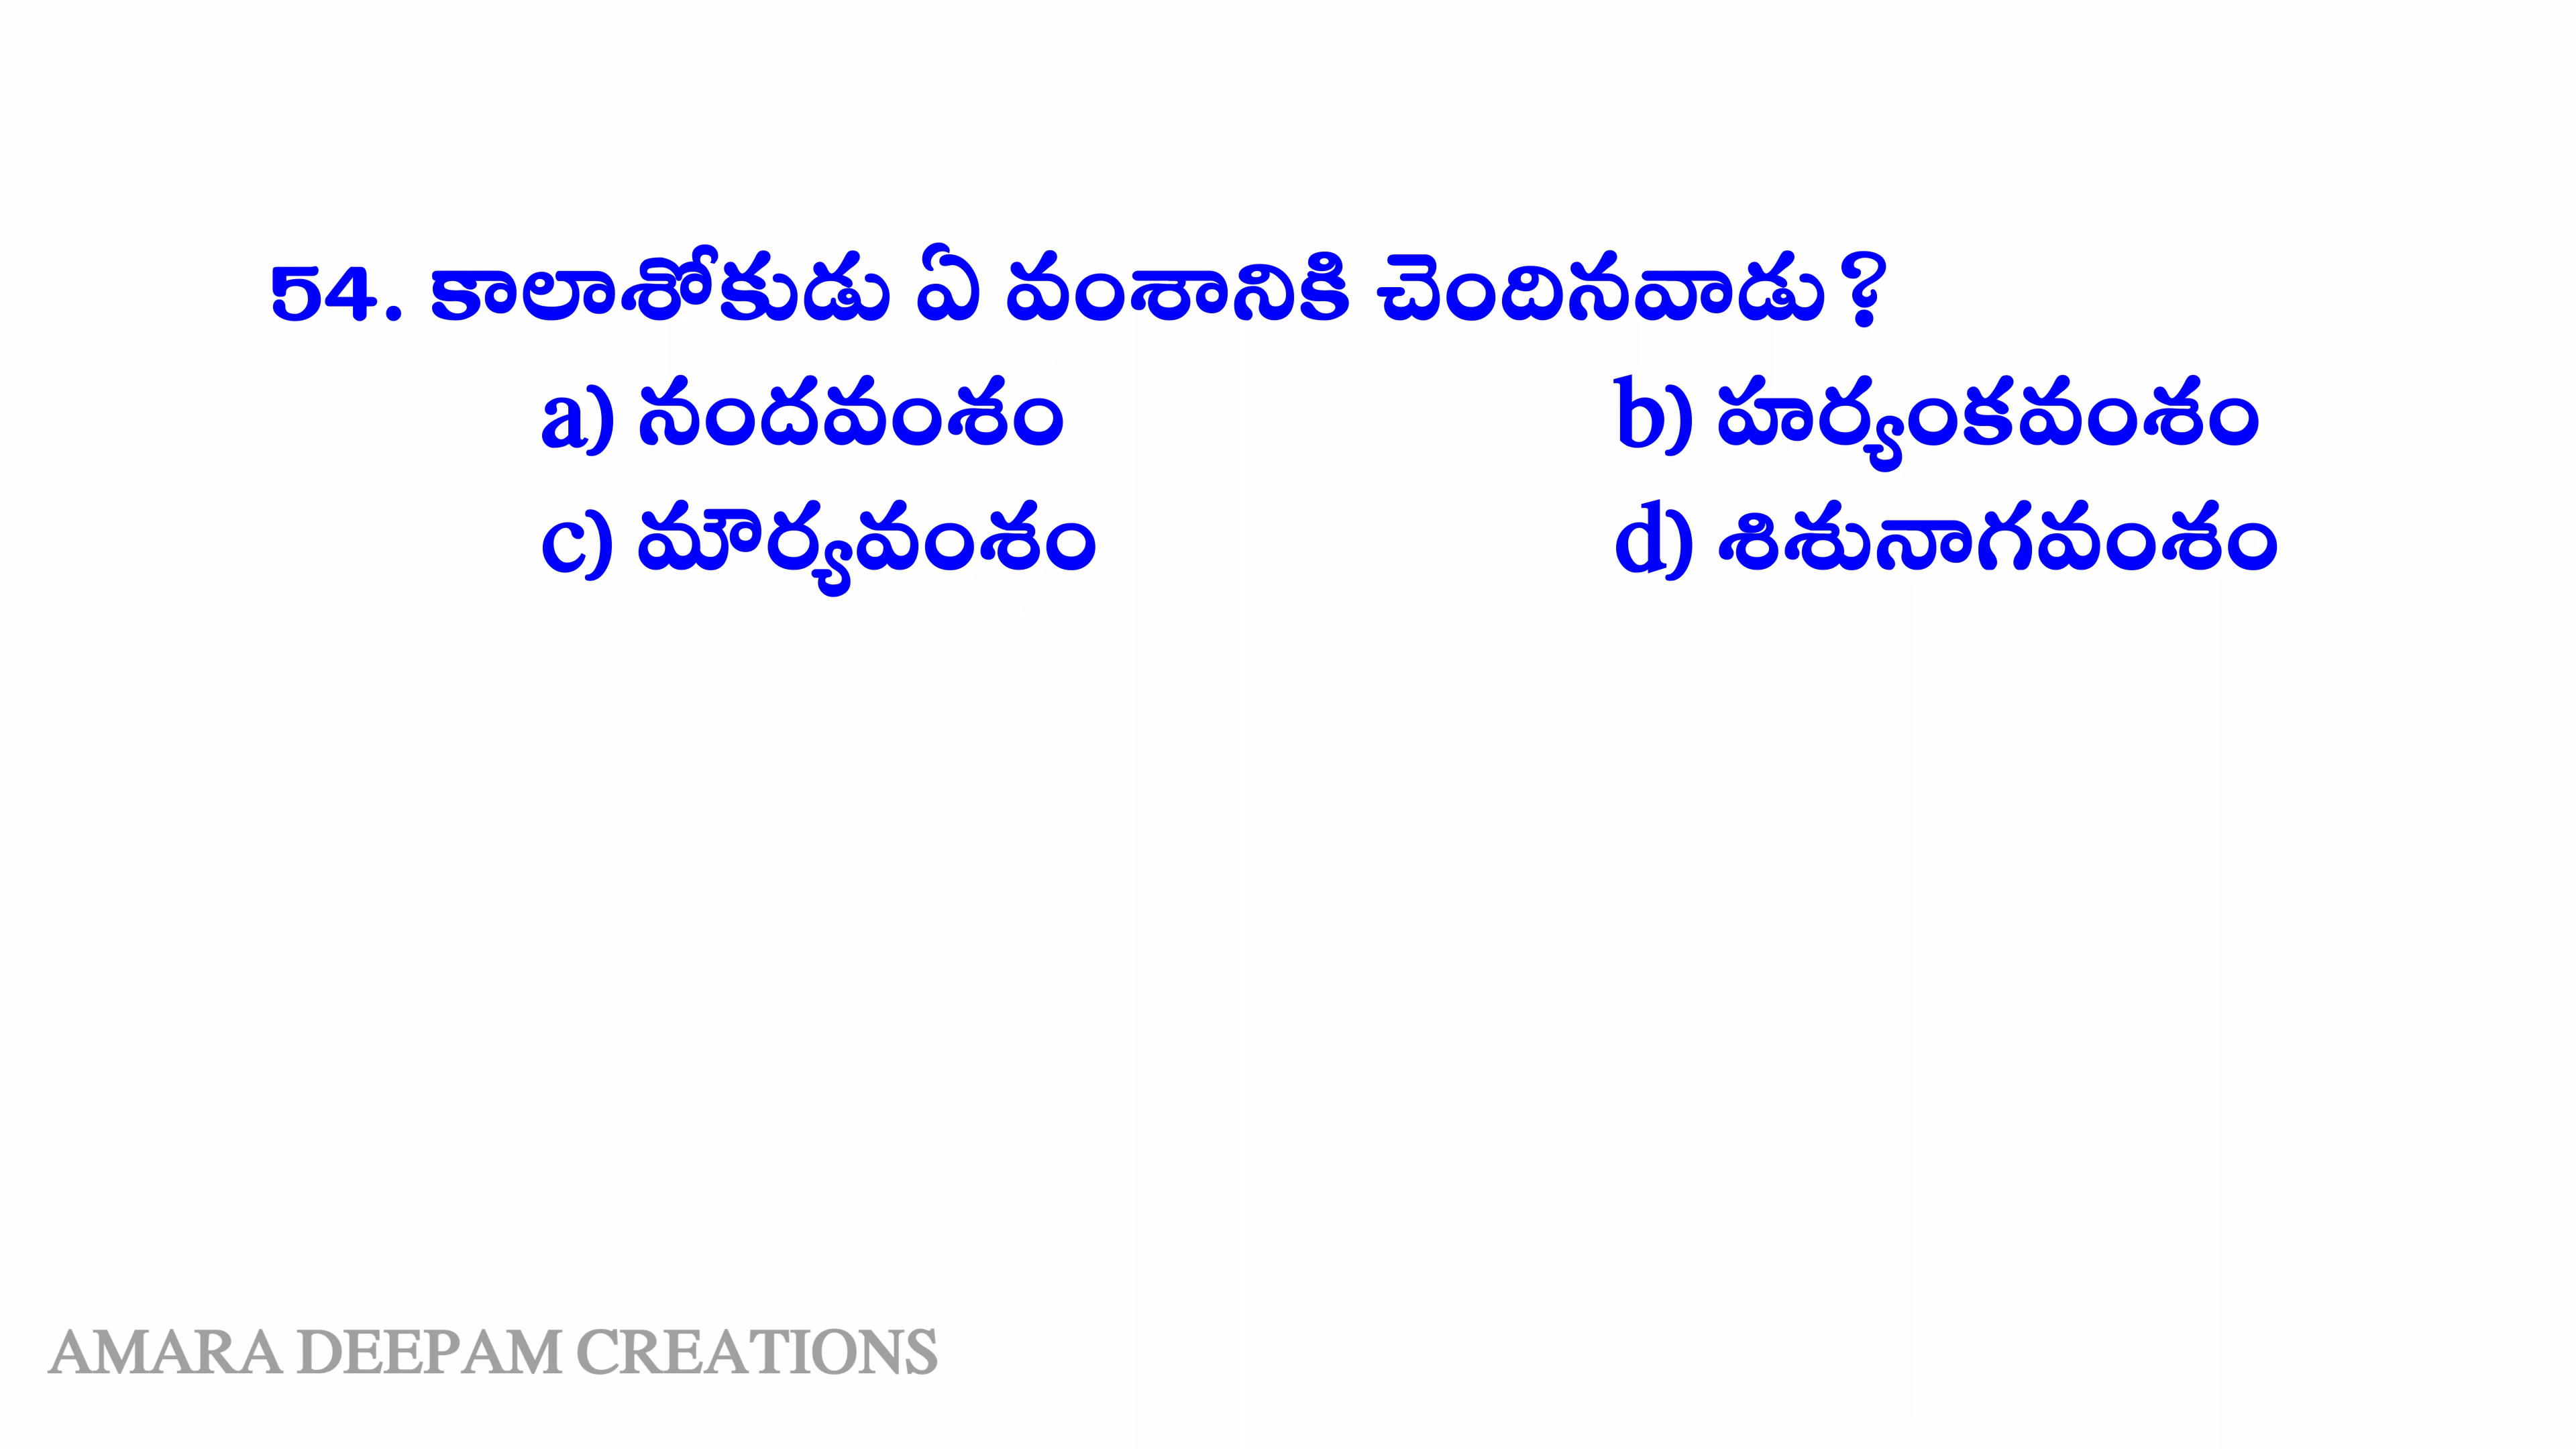 54. కాలాశోకుడు ఏ వంశానికి చెందినవాడు?
a) నందవంశం b) హర్యంకవంశం
c) మౌర్యవంశం d) శిశునాగవంశం
AMARA DEEPAM CREATIONS